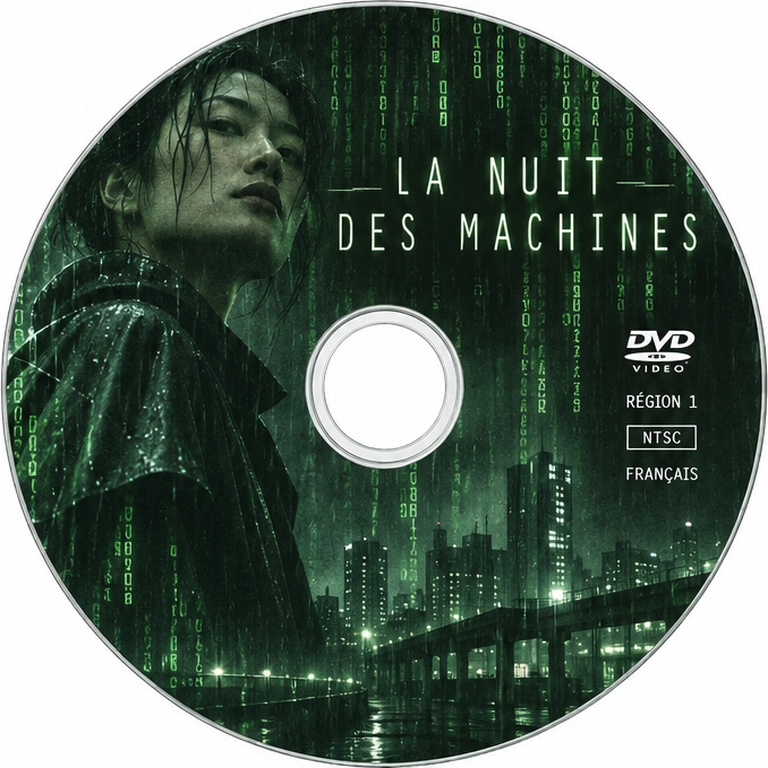 LA NUIT
DES MACHINES
DVD
VIDEO
RÉGION 1
NTSC
FRANÇAIS